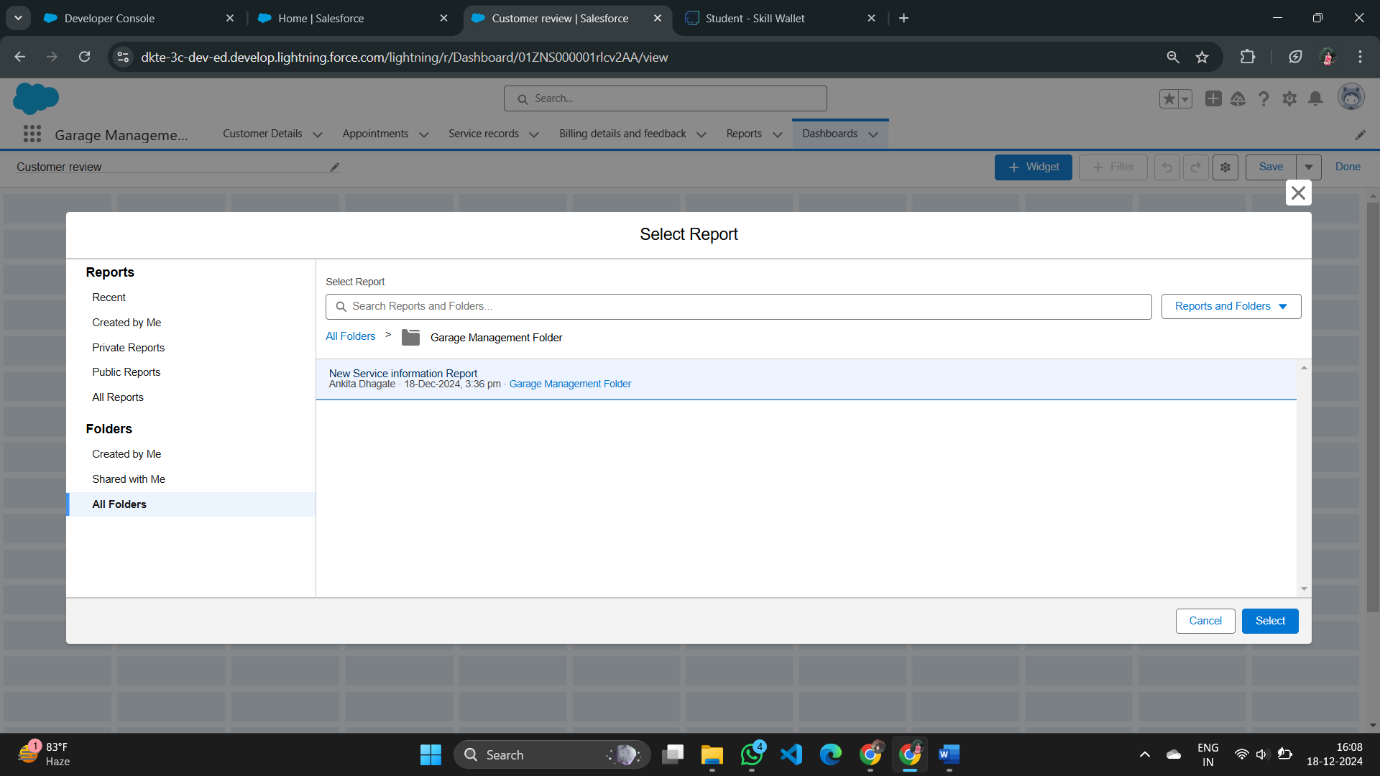 Developer Console
Home | Salesforce
Customer review | Salesforce
Student - Skill Wallet
dkte-3c-dev-ed.develop.lightning.force.com/lightning/r/Dashboard/01ZNS000001rlcv2AA/view
Search...
Garage Manageme...
Customer Details
Appointments
Service records
Billing details and feedback
Reports
Dashboards
Customer review
+ Widget
+ Filter
Save
Done
Select Report
Reports
Recent
Created by Me
Private Reports
Public Reports
All Reports
Folders
Created by Me
Shared with Me
All Folders
Select Report
Search Reports and Folders...
Reports and Folders
All Folders > Garage Management Folder
New Service information Report
Ankita Dhagate · 18-Dec-2024, 3:36 pm · Garage Management Folder
Cancel
Select
1
83°F
Haze
Search
4
ENG
IN
16:08
18-12-2024